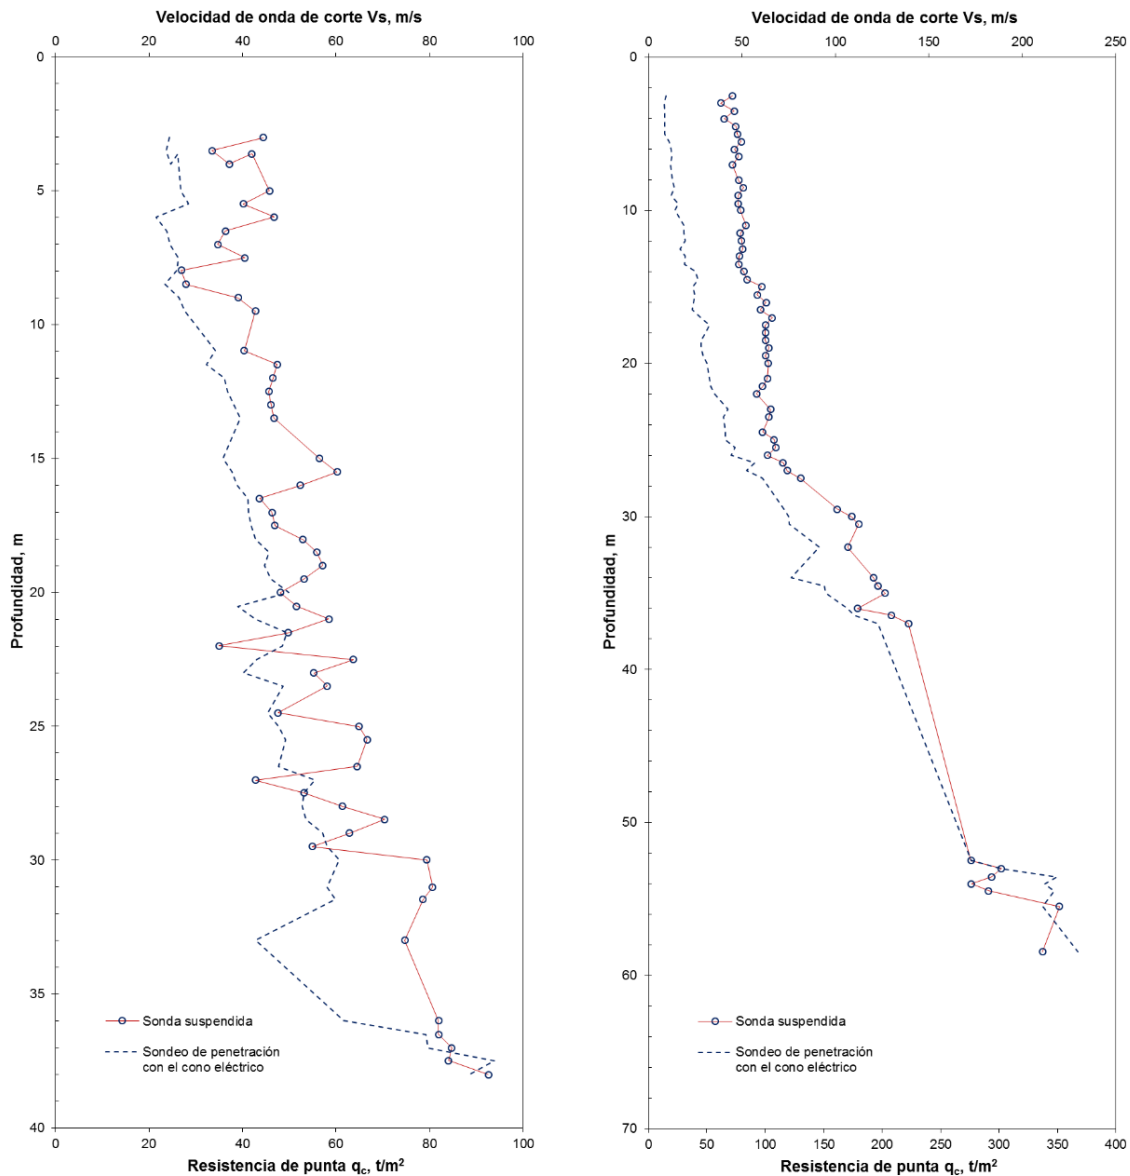 Velocidad de onda de corte Vs, m/s
0 20 40 60 80 100
0
5
10
15
20
25
30
35
40
Profundidad, m
Sonda suspendida
Sondeo de penetración
con el cono eléctrico
0 20 40 60 80 100
Resistencia de punta qc, t/m²
Velocidad de onda de corte Vs, m/s
0 50 50 100 150 200 250
0
10
20
30
40
50
60
70
Profundidad, m
Sonda suspendida
Sondeo de penetración
con el cono eléctrico
0 50 100 150 200 250 300 350 400
Resistencia de punta qc, t/m²